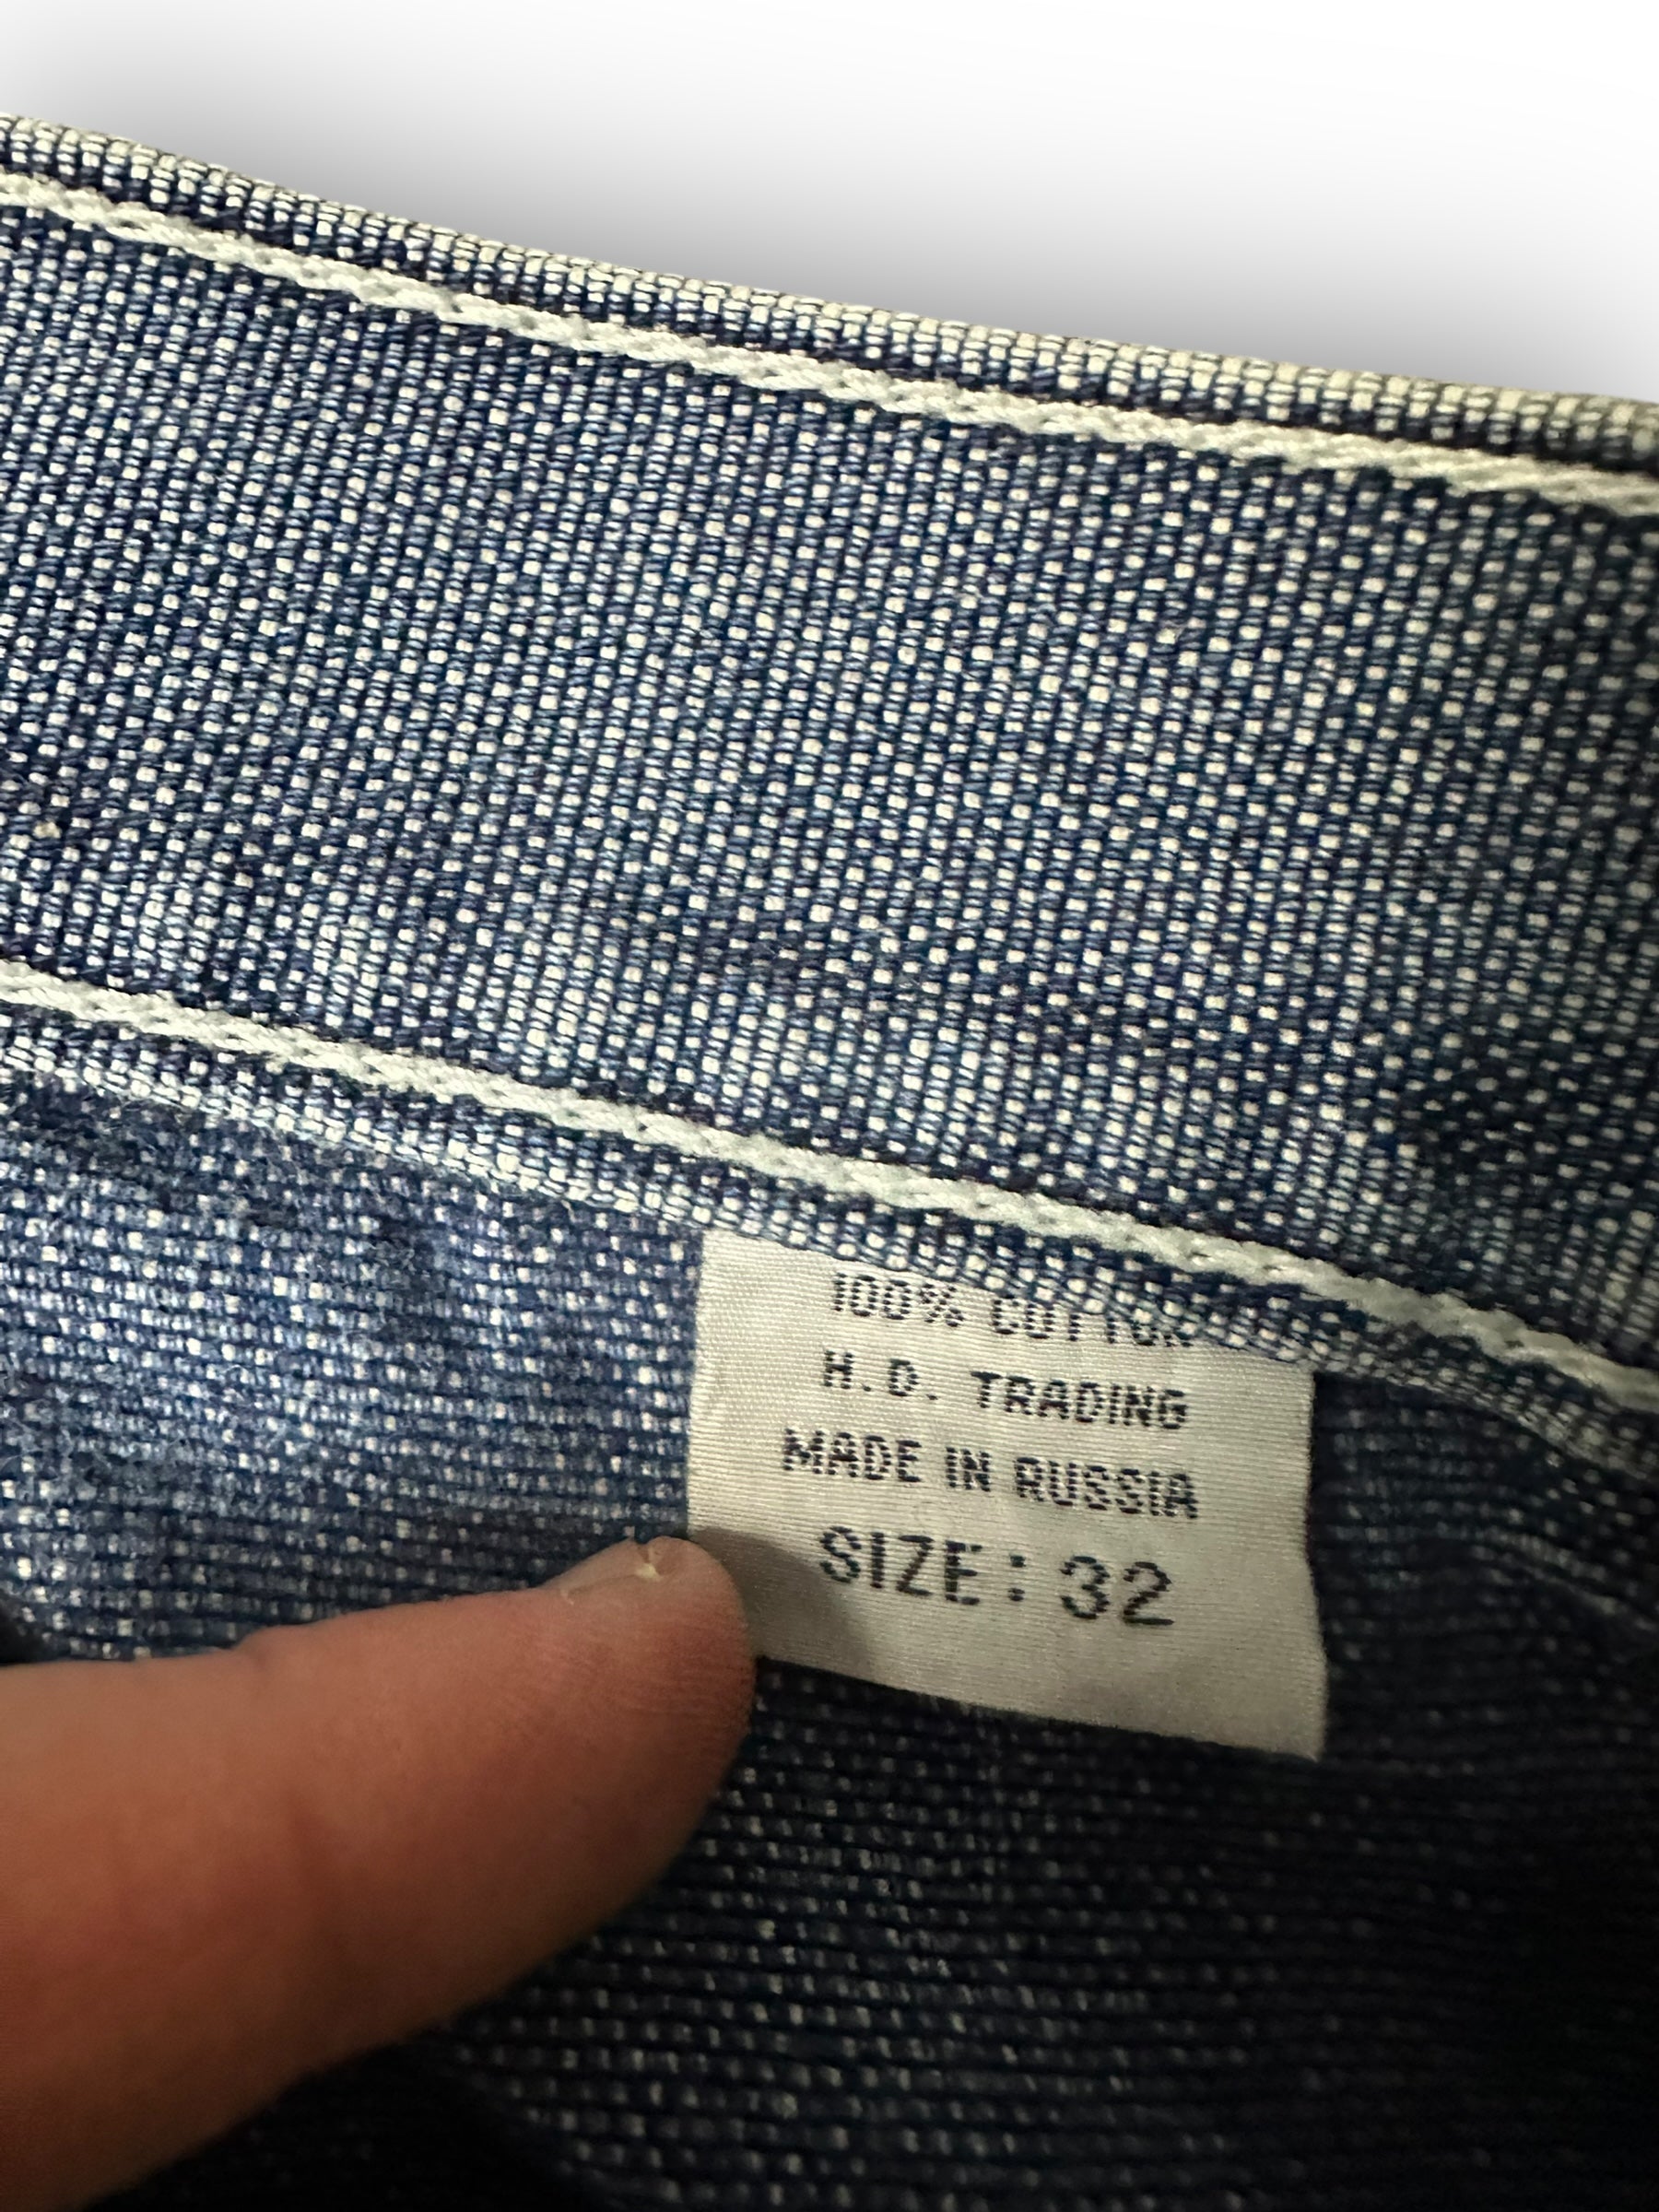 100% COTTON
H.D. TRADING
MADE IN RUSSIA
SIZE: 32